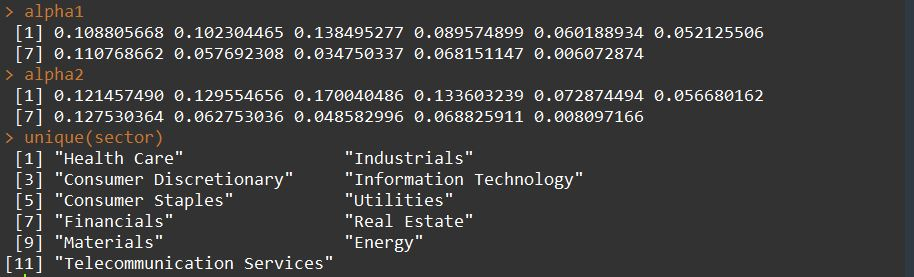 > alpha1
 [1] 0.108805668 0.102304465 0.138495277 0.089574899 0.060188934 0.052125506
 [7] 0.110768662 0.057692308 0.034750337 0.068151147 0.006072874
> alpha2
 [1] 0.121457490 0.129554656 0.170040486 0.133603239 0.072874494 0.056680162
 [7] 0.127530364 0.062753036 0.048582996 0.068825911 0.008097166
> unique(sector)
 [1] "Health Care"                "Industrials"
 [3] "Consumer Discretionary"     "Information Technology"
 [5] "Consumer Staples"           "Utilities"
 [7] "Financials"                 "Real Estate"
 [9] "Materials"                  "Energy"
[11] "Telecommunication Services"